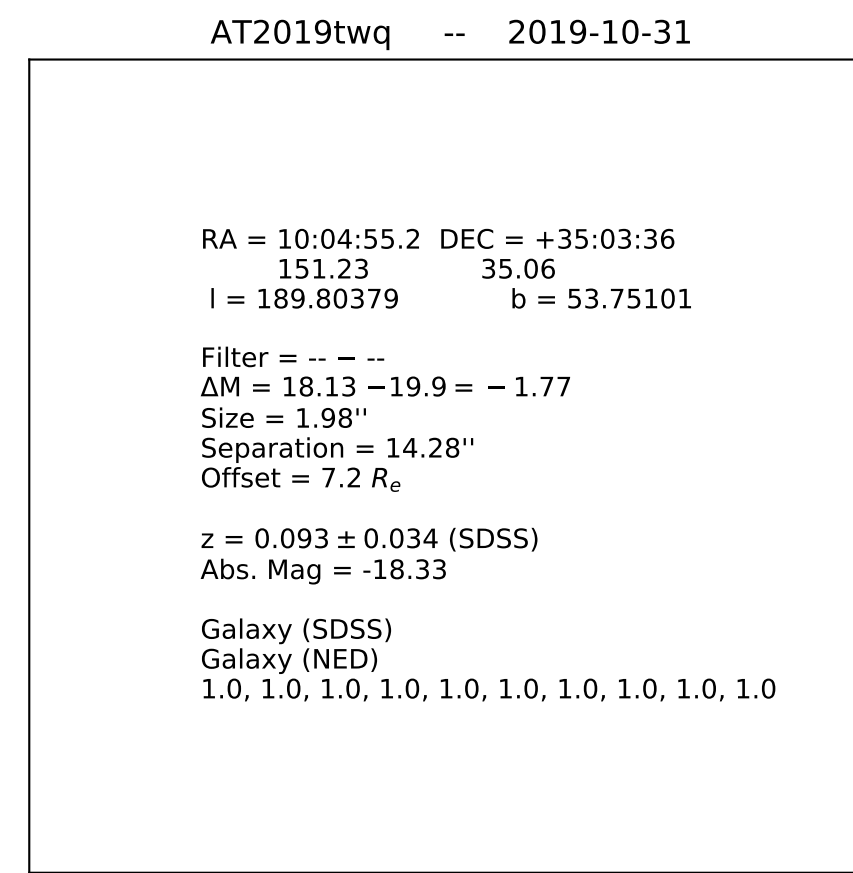 AT2019twq -- 2019-10-31
RA = 10:04:55.2 DEC = +35:03:36
151.23 35.06
l = 189.80379 b = 53.75101
Filter = -- − --
ΔM = 18.13 −19.9 = − 1.77
Size = 1.98''
Separation = 14.28''
Offset = 7.2 Rₑ
z = 0.093 ± 0.034 (SDSS)
Abs. Mag = -18.33
Galaxy (SDSS)
Galaxy (NED)
1.0, 1.0, 1.0, 1.0, 1.0, 1.0, 1.0, 1.0, 1.0, 1.0